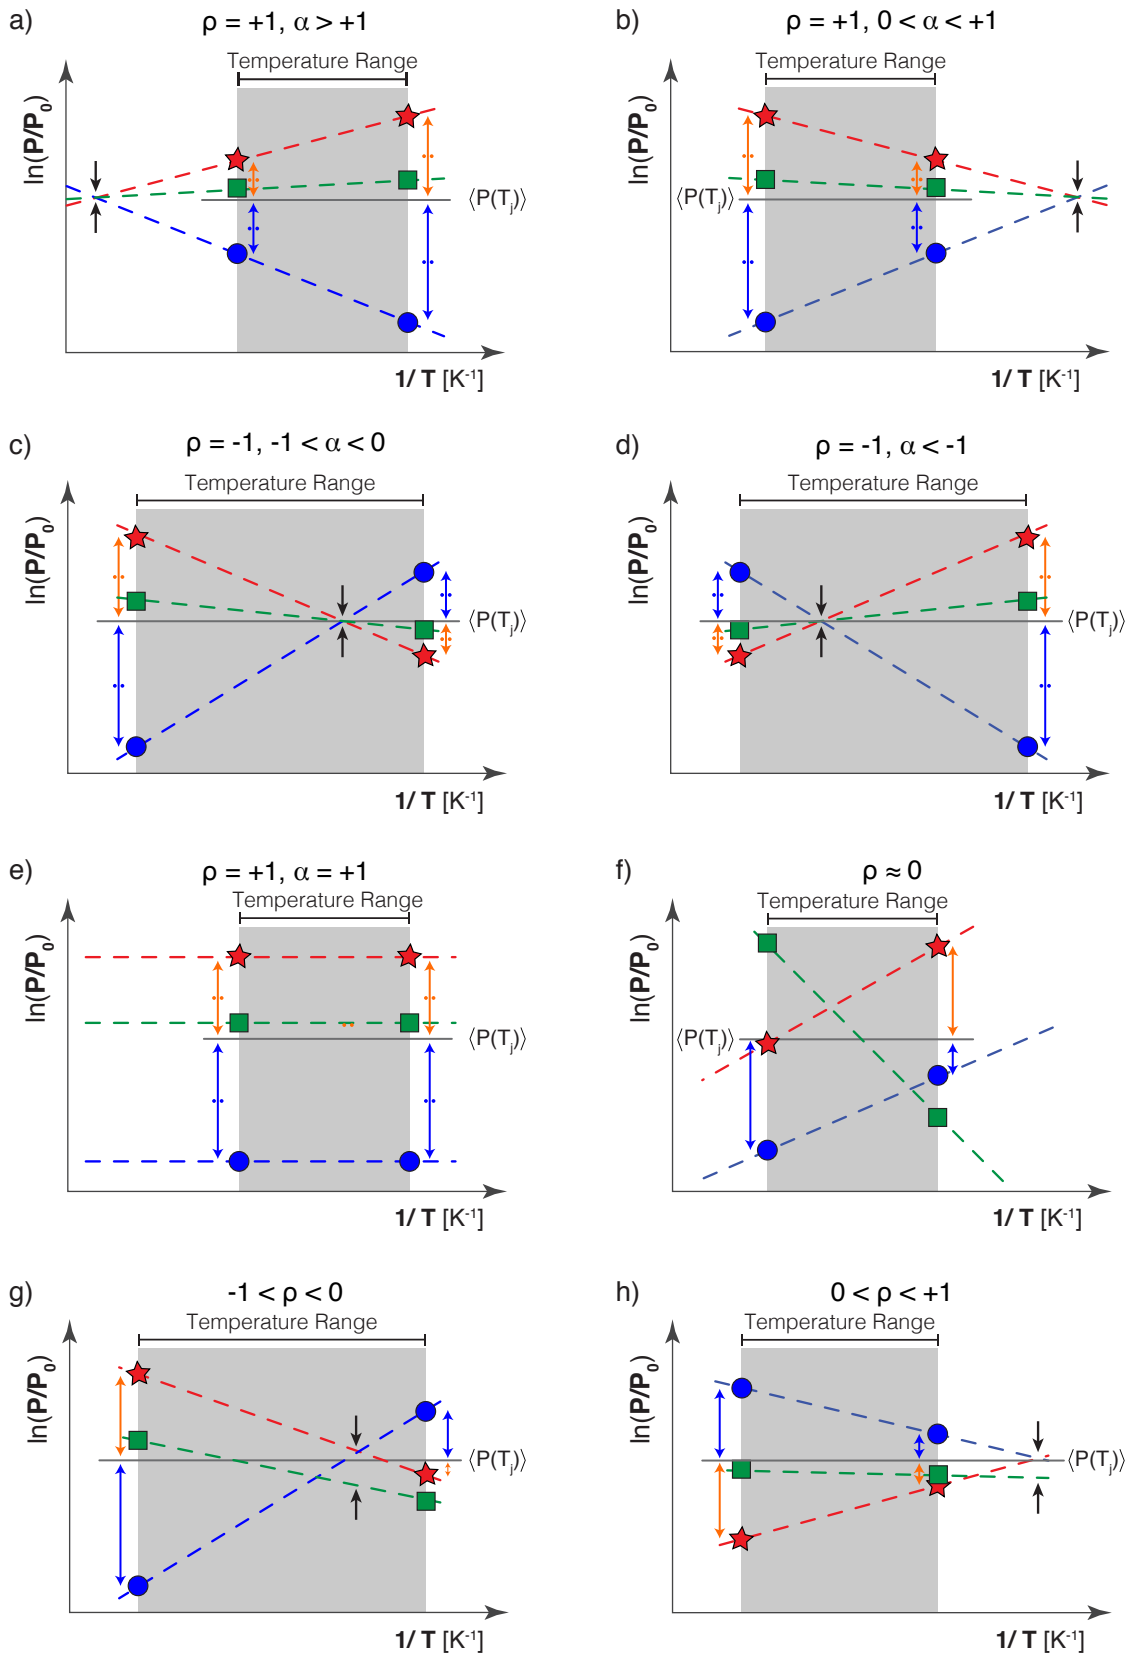 a)
ρ = +1, α > +1
Temperature Range
ln(P/P₀)
⟨P(Tⱼ)⟩
1/ T [K⁻¹]
b)
ρ = +1, 0 < α < +1
Temperature Range
ln(P/P₀)
⟨P(Tⱼ)⟩
1/ T [K⁻¹]
c)
ρ = -1, -1 < α < 0
Temperature Range
ln(P/P₀)
⟨P(Tⱼ)⟩
1/ T [K⁻¹]
d)
ρ = -1, α < -1
Temperature Range
ln(P/P₀)
⟨P(Tⱼ)⟩
1/ T [K⁻¹]
e)
ρ = +1, α = +1
Temperature Range
ln(P/P₀)
⟨P(Tⱼ)⟩
1/ T [K⁻¹]
f)
ρ ≈ 0
Temperature Range
ln(P/P₀)
⟨P(Tⱼ)⟩
1/ T [K⁻¹]
g)
-1 < ρ < 0
Temperature Range
ln(P/P₀)
⟨P(Tⱼ)⟩
1/ T [K⁻¹]
h)
0 < ρ < +1
Temperature Range
ln(P/P₀)
⟨P(Tⱼ)⟩
1/ T [K⁻¹]